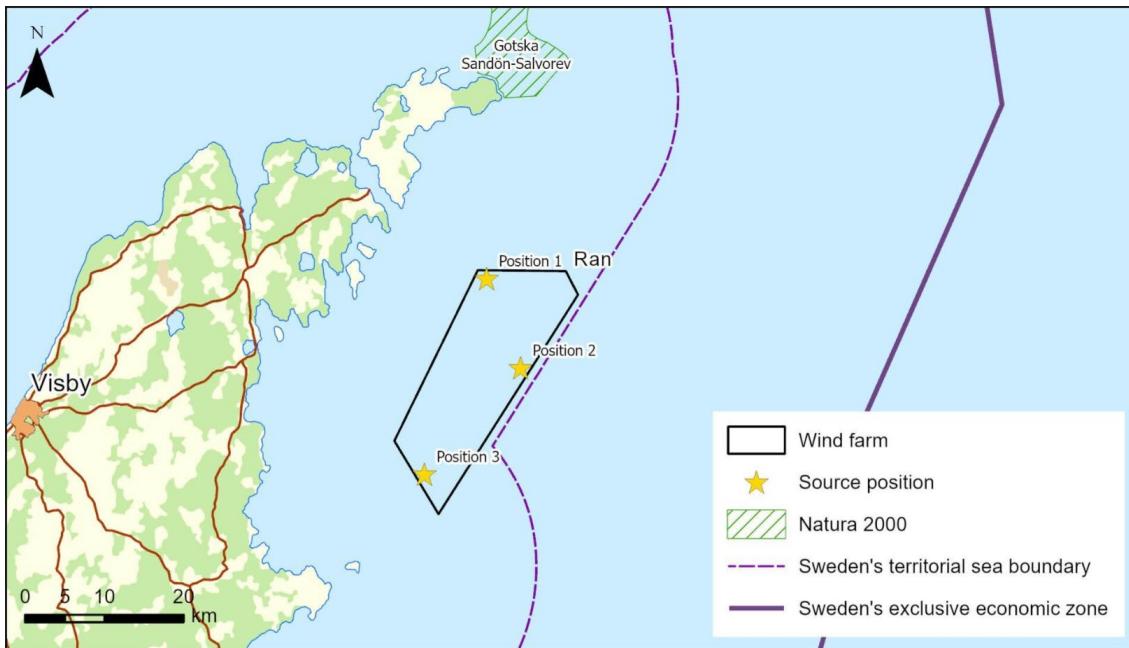 N
Gotska
Sandön-Salvorev
Position 1
Ran
Position 2
Visby
Position 3
Wind farm
Source position
Natura 2000
Sweden's territorial sea boundary
Sweden's exclusive economic zone
0 5 10 20
km